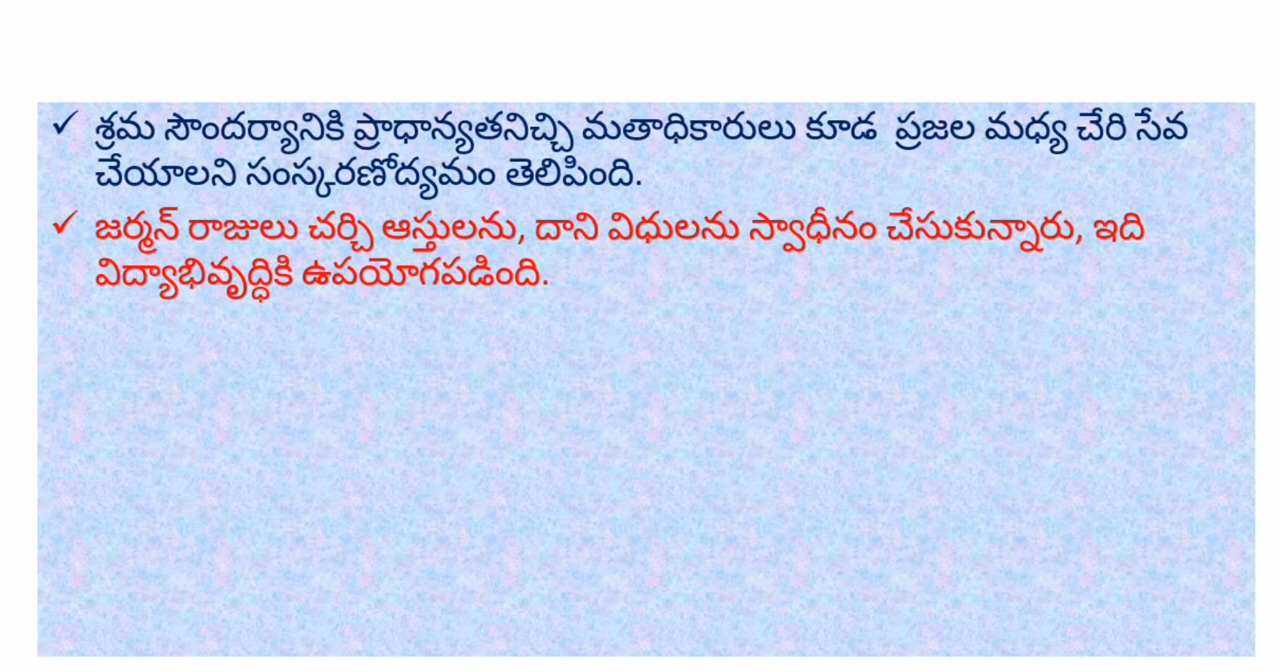 ✓ శ్రమ సౌందర్యానికి ప్రాధాన్యతనిచ్చి మతాధికారులు కూడ ప్రజల మధ్య చేరి సేవ
చేయాలని సంస్కరణోద్యమం తెలిపింది.
✓ జర్మన్ రాజులు చర్చి ఆస్తులను, దాని విధులను స్వాధీనం చేసుకున్నారు, ఇది
విద్యాభివృద్ధికి ఉపయోగపడింది.